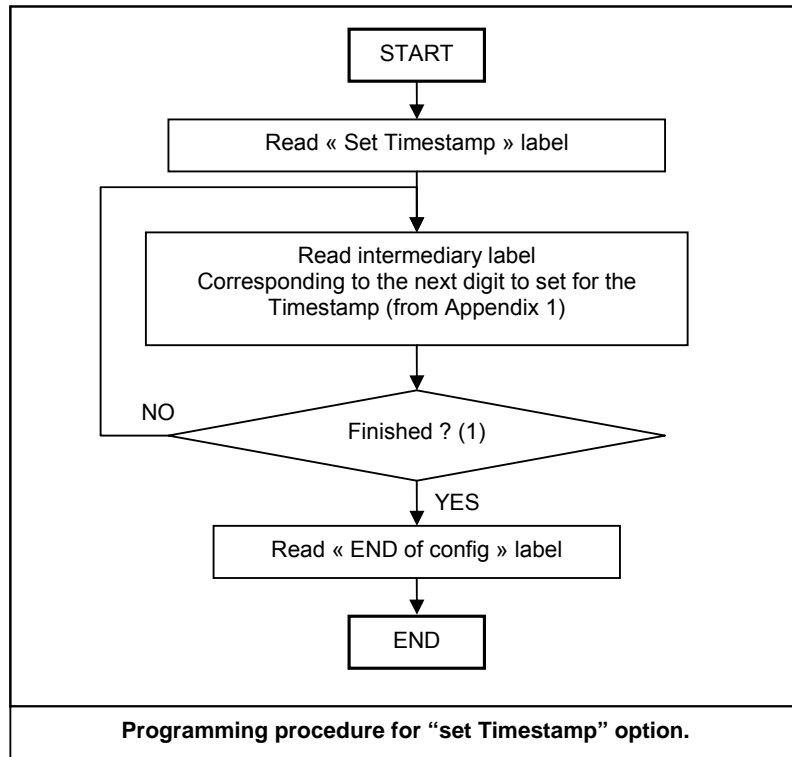 START
Read « Set Timestamp » label
Read intermediary label
Corresponding to the next digit to set for the
Timestamp (from Appendix 1)
NO
Finished ? (1)
YES
Read « END of config » label
END
Programming procedure for “set Timestamp” option.